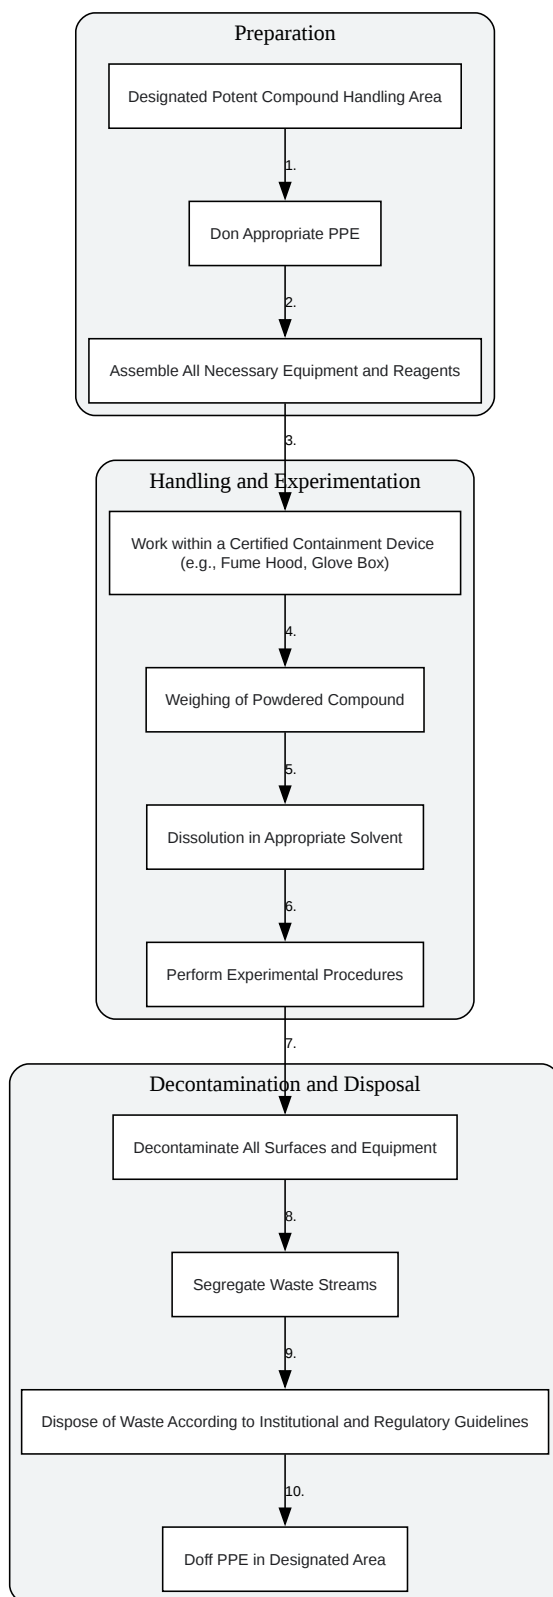 Preparation
Designated Potent Compound Handling Area
1.
Don Appropriate PPE
2.
Assemble All Necessary Equipment and Reagents
3.
Handling and Experimentation
Work within a Certified Containment Device
(e.g., Fume Hood, Glove Box)
4.
Weighing of Powdered Compound
5.
Dissolution in Appropriate Solvent
6.
Perform Experimental Procedures
7.
Decontamination and Disposal
Decontaminate All Surfaces and Equipment
8.
Segregate Waste Streams
9.
Dispose of Waste According to Institutional and Regulatory Guidelines
10.
Doff PPE in Designated Area